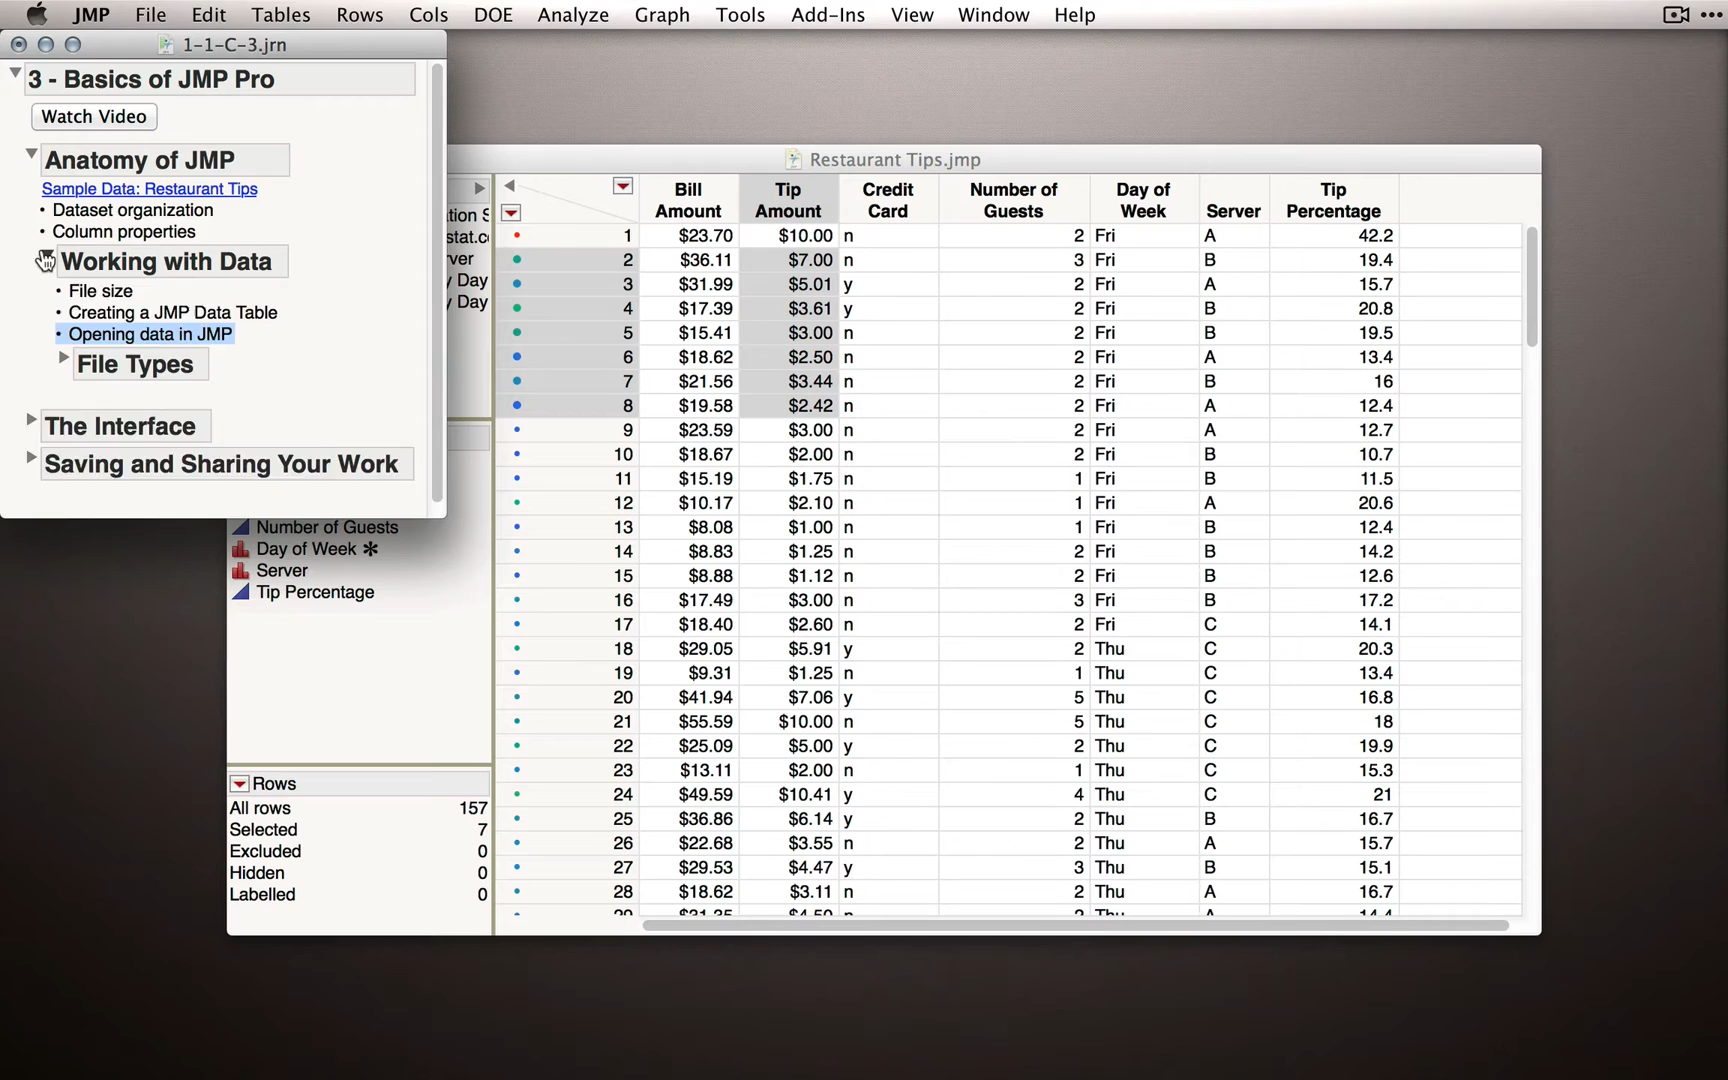 JMP File Edit Tables Rows Cols DOE Analyze Graph Tools Add-Ins View Window Help
1-1-C-3.jrn
3 - Basics of JMP Pro
Watch Video
Anatomy of JMP
Sample Data: Restaurant Tips
• Dataset organization
• Column properties
Working with Data
• File size
• Creating a JMP Data Table
• Opening data in JMP
File Types
The Interface
Saving and Sharing Your Work
Number of Guests
Day of Week ✻
Server
Tip Percentage
Rows
All rows 157
Selected 7
Excluded 0
Hidden 0
Labelled 0
Restaurant Tips.jmp
Bill Amount Tip Amount Credit Card Number of Guests Day of Week Server Tip Percentage
1 $23.70 $10.00 n 2 Fri A 42.2
2 $36.11 $7.00 n 3 Fri B 19.4
3 $31.99 $5.01 y 2 Fri A 15.7
4 $17.39 $3.61 y 2 Fri B 20.8
5 $15.41 $3.00 n 2 Fri B 19.5
6 $18.62 $2.50 n 2 Fri A 13.4
7 $21.56 $3.44 n 2 Fri B 16
8 $19.58 $2.42 n 2 Fri A 12.4
9 $23.59 $3.00 n 2 Fri A 12.7
10 $18.67 $2.00 n 2 Fri B 10.7
11 $15.19 $1.75 n 1 Fri B 11.5
12 $10.17 $2.10 n 1 Fri A 20.6
13 $8.08 $1.00 n 1 Fri B 12.4
14 $8.83 $1.25 n 2 Fri B 14.2
15 $8.88 $1.12 n 2 Fri B 12.6
16 $17.49 $3.00 n 3 Fri B 17.2
17 $18.40 $2.60 n 2 Fri C 14.1
18 $29.05 $5.91 y 2 Thu C 20.3
19 $9.31 $1.25 n 1 Thu C 13.4
20 $41.94 $7.06 y 5 Thu C 16.8
21 $55.59 $10.00 n 5 Thu C 18
22 $25.09 $5.00 y 2 Thu C 19.9
23 $13.11 $2.00 n 1 Thu C 15.3
24 $49.59 $10.41 y 4 Thu C 21
25 $36.86 $6.14 y 2 Thu B 16.7
26 $22.68 $3.55 n 2 Thu A 15.7
27 $29.53 $4.47 y 3 Thu B 15.1
28 $18.62 $3.11 n 2 Thu A 16.7